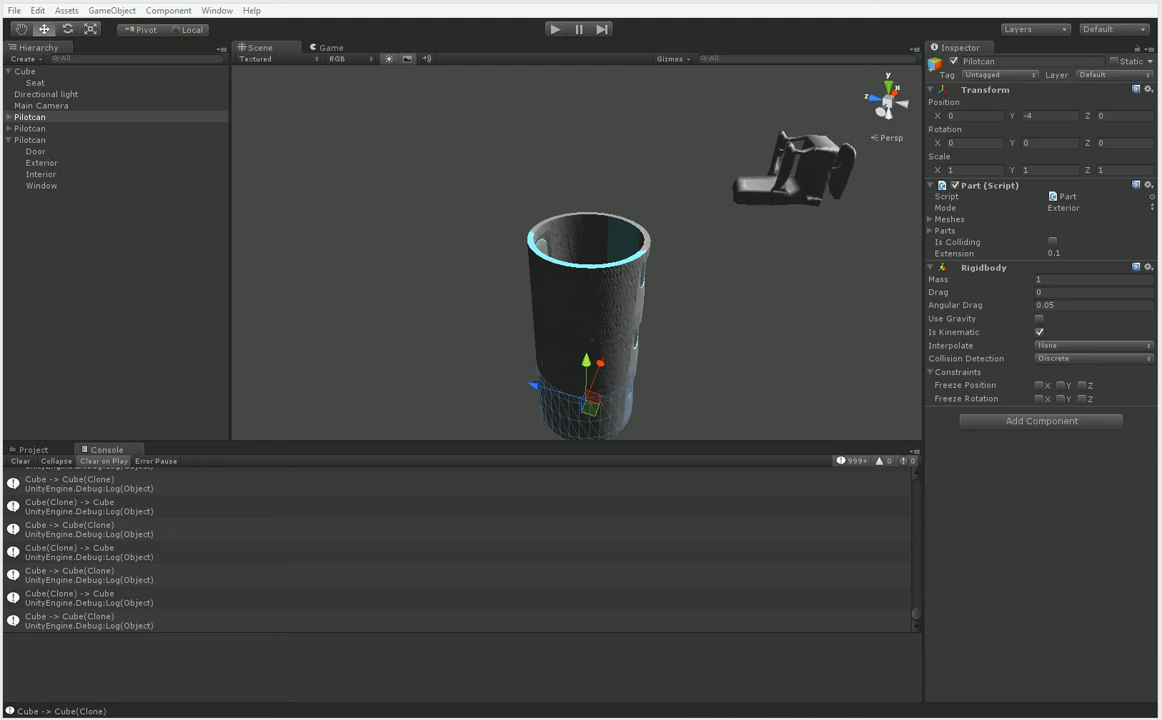 File Edit Assets GameObject Component Window Help
Pivot Local Layers Default
Hierarchy
Create All
Cube
Seat
Directional light
Main Camera
Pilotcan
Pilotcan
Pilotcan
Door
Exterior
Interior
Window
Scene Game
Textured RGB Gizmos All
y
x
z
Persp
Inspector
Pilotcan Static
Tag Untagged Layer Default
Transform
Position
X 0 Y -4 Z 0
Rotation
X 0 Y 0 Z 0
Scale
X 1 Y 1 Z 1
Part (Script)
Script Part
Mode Exterior
Meshes
Parts
Is Colliding
Extension 0.1
Rigidbody
Mass 1
Drag 0
Angular Drag 0.05
Use Gravity
Is Kinematic
Interpolate None
Collision Detection Discrete
Constraints
Freeze Position X Y Z
Freeze Rotation X Y Z
Add Component
Project Console
Clear Collapse Clear on Play Error Pause 999+ 0 0
UnityEngine.Debug:Log(Object)
Cube -> Cube(Clone)
UnityEngine.Debug:Log(Object)
Cube(Clone) -> Cube
UnityEngine.Debug:Log(Object)
Cube -> Cube(Clone)
UnityEngine.Debug:Log(Object)
Cube(Clone) -> Cube
UnityEngine.Debug:Log(Object)
Cube -> Cube(Clone)
UnityEngine.Debug:Log(Object)
Cube(Clone) -> Cube
UnityEngine.Debug:Log(Object)
Cube -> Cube(Clone)
UnityEngine.Debug:Log(Object)
Cube -> Cube(Clone)